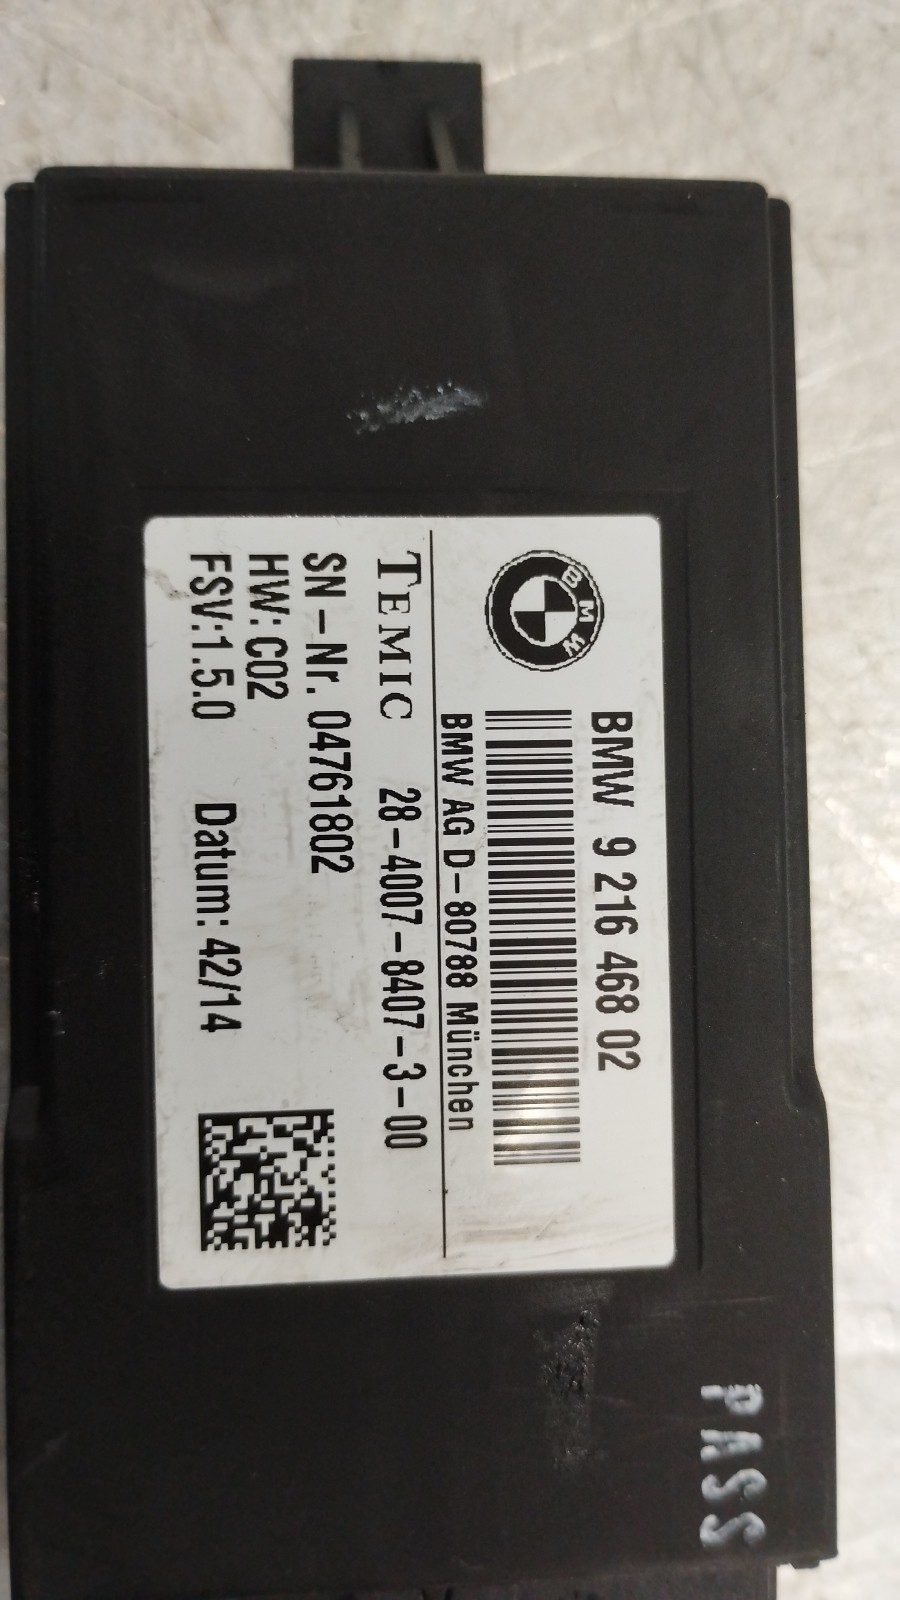 BMW
BMW 9 216 468 02
BMW AG D-80788 München
TEMIC 28-4007-8407-3-00
SN-Nr. 04761802
HW: C02
FSV:1.5.0 Datum: 42/14
PASS